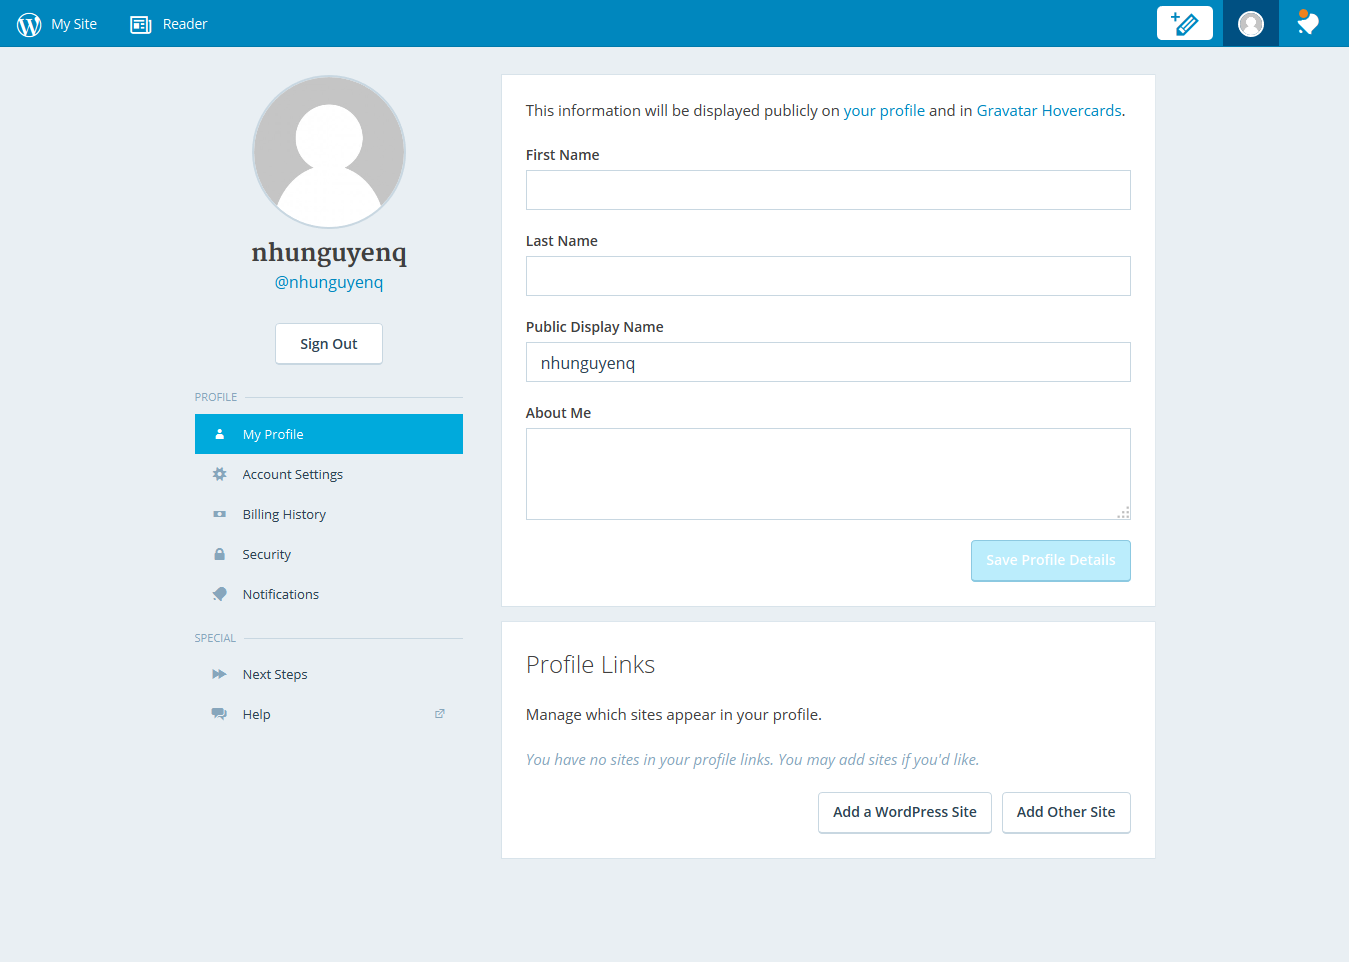 My Site
Reader
nhunguyenq
@nhunguyenq
Sign Out
PROFILE
My Profile
Account Settings
Billing History
Security
Notifications
SPECIAL
Next Steps
Help
This information will be displayed publicly on your profile and in Gravatar Hovercards.
First Name
Last Name
Public Display Name
nhunguyenq
About Me
Save Profile Details
Profile Links
Manage which sites appear in your profile.
You have no sites in your profile links. You may add sites if you'd like.
Add a WordPress Site
Add Other Site